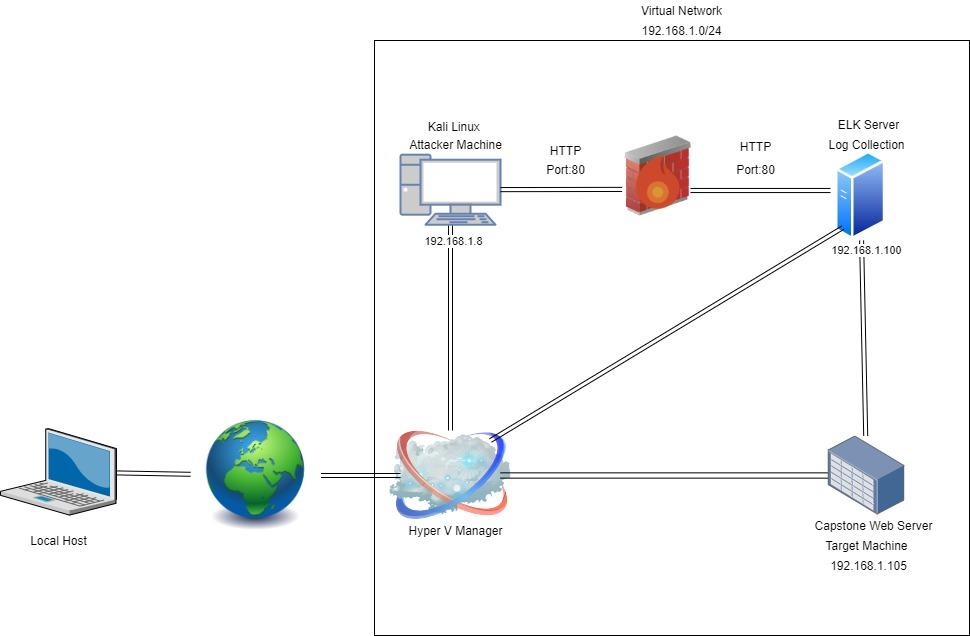 Virtual Network
192.168.1.0/24
Kali Linux
Attacker Machine
HTTP
Port:80
HTTP
Port:80
ELK Server
Log Collection
192.168.1.8
192.168.1.100
Local Host
Hyper V Manager
Capstone Web Server
Target Machine
192.168.1.105